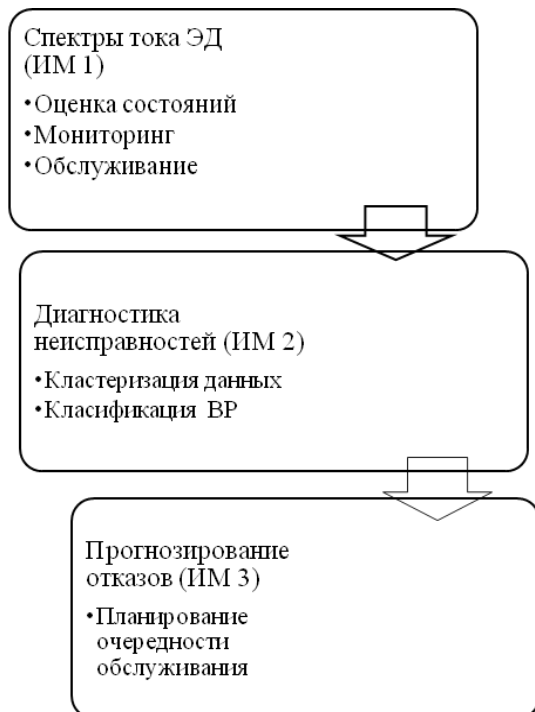 Спектры тока ЭД
(ИМ 1)
•Оценка состояний
•Мониторинг
•Обслуживание
Диагностика
неисправностей (ИМ 2)
•Кластеризация данных
•Класификация ВР
Прогнозирование
отказов (ИМ 3)
•Планирование
очередности
обслуживания